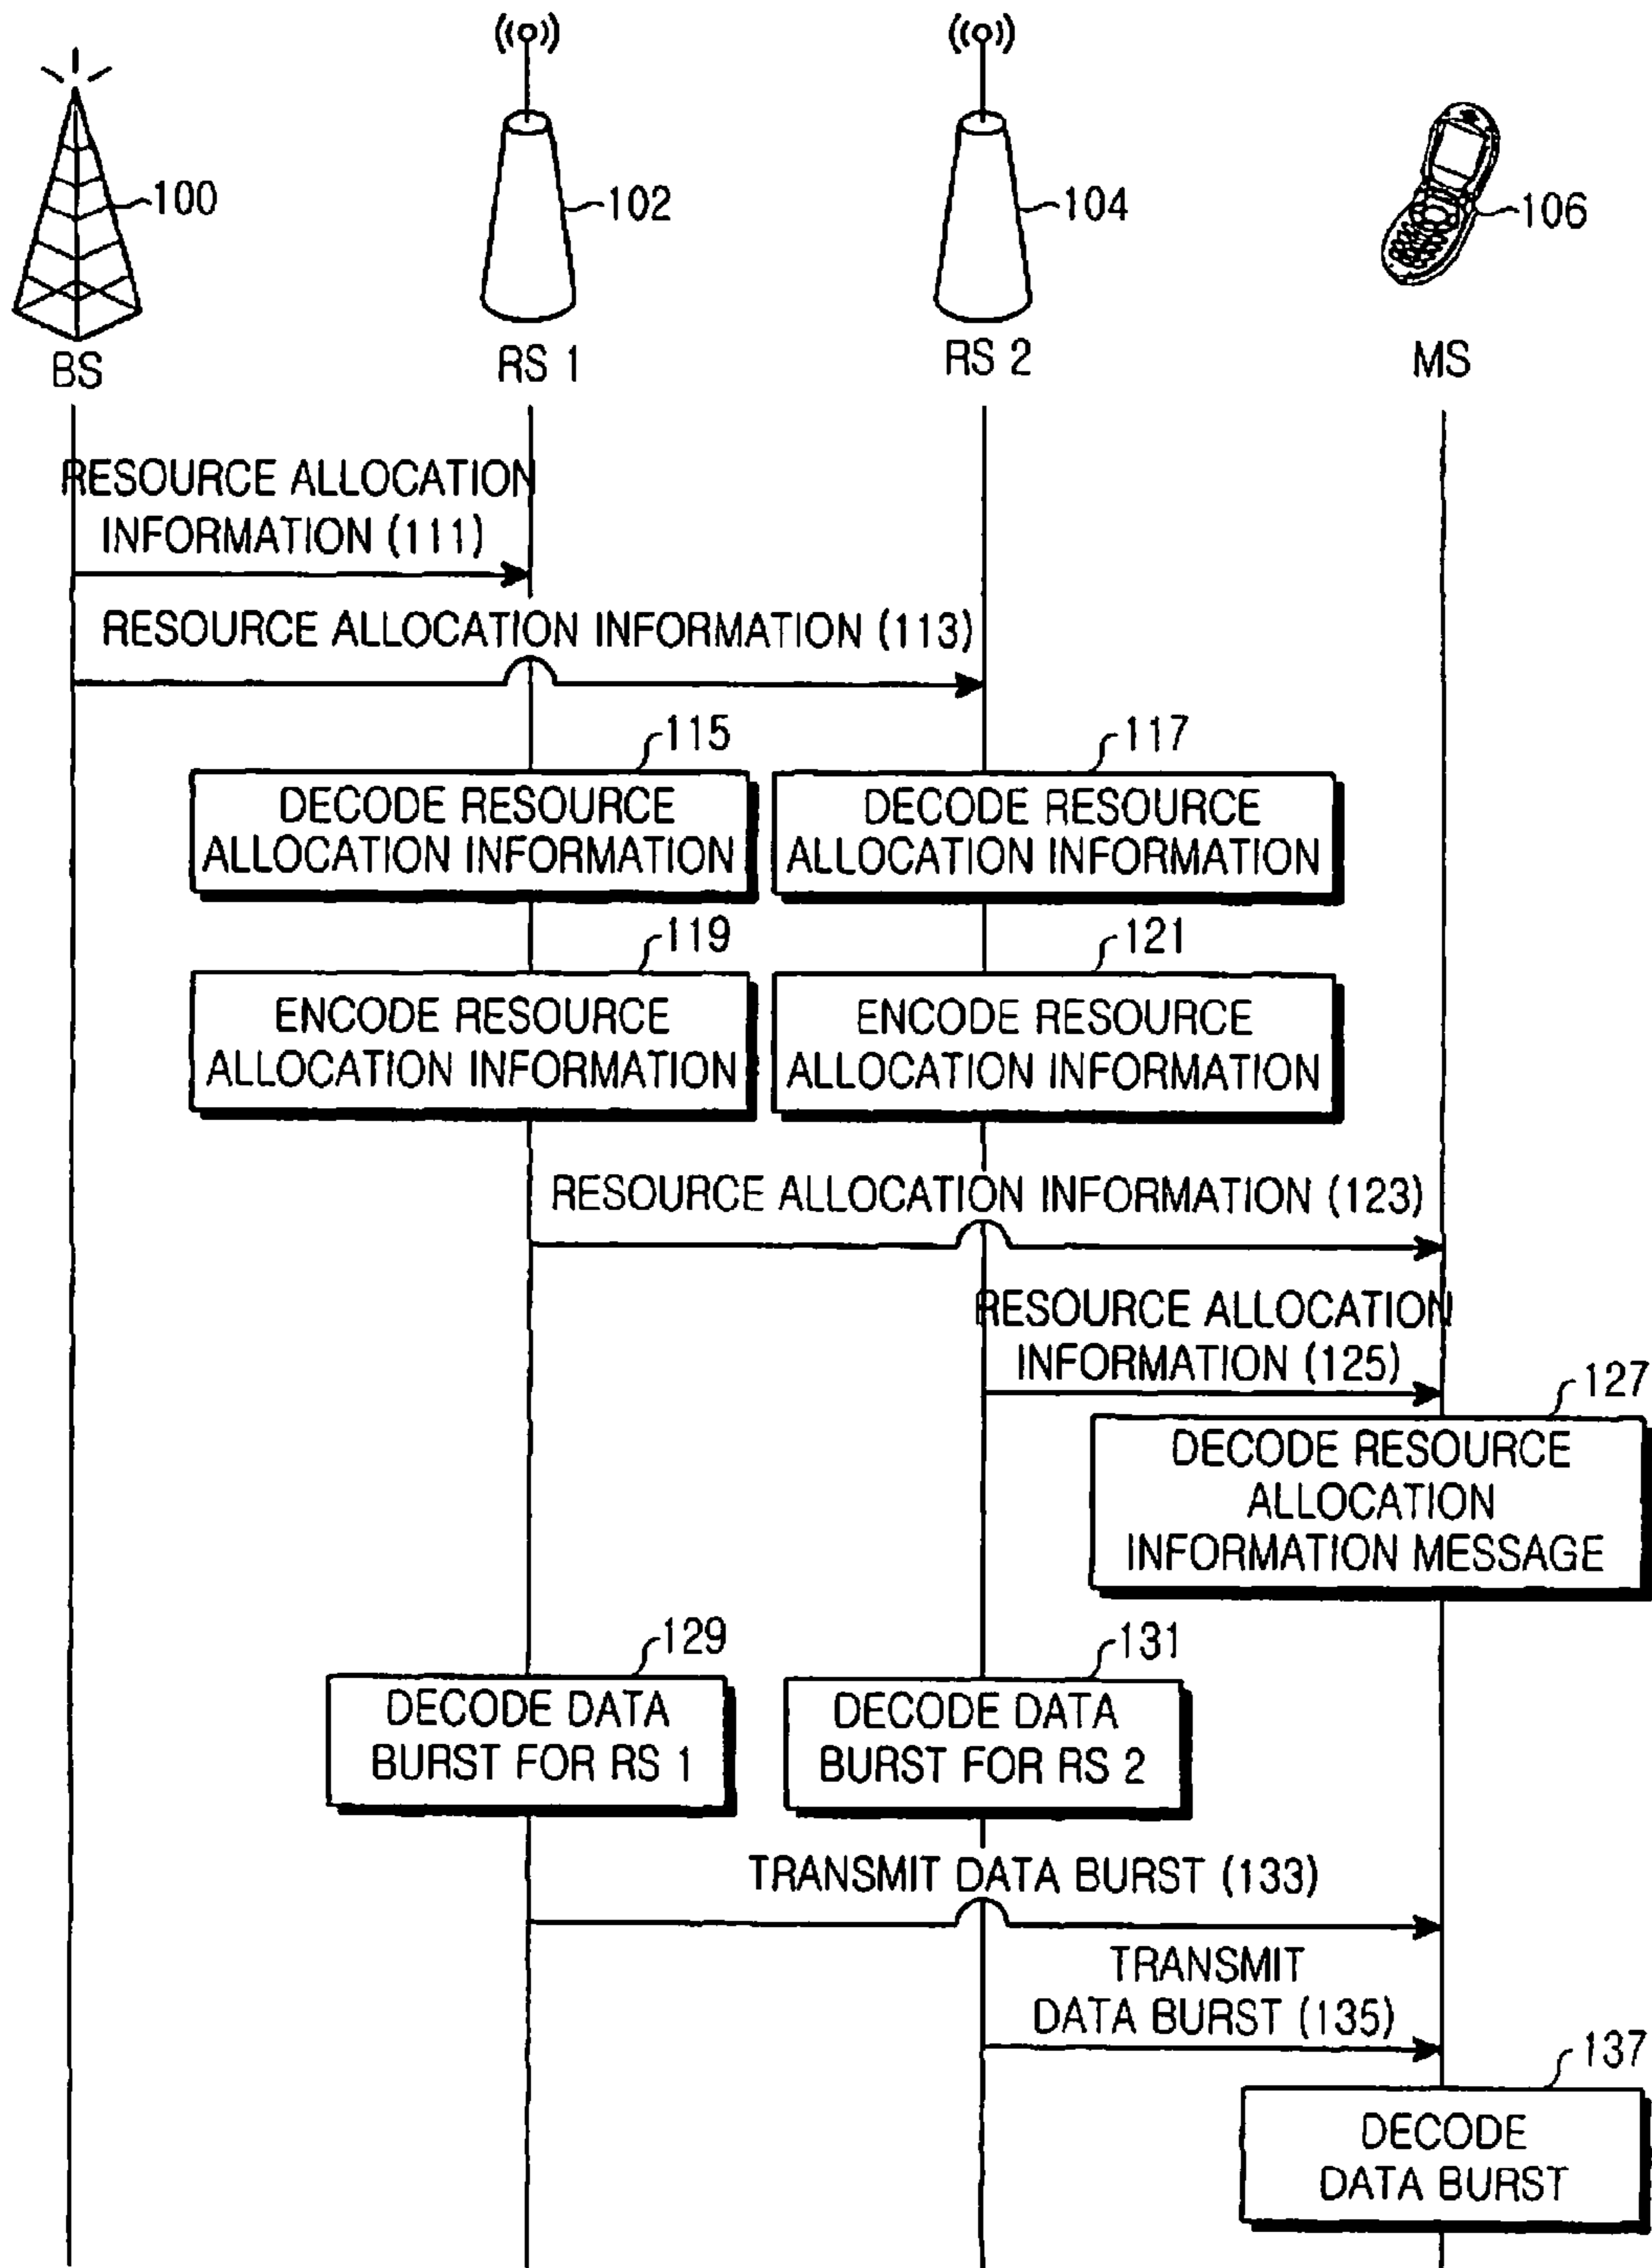 100
102
104
106
BS
RS 1
RS 2
MS
RESOURCE ALLOCATION
INFORMATION (111)
RESOURCE ALLOCATION INFORMATION (113)
115
117
DECODE RESOURCE
ALLOCATION INFORMATION
DECODE RESOURCE
ALLOCATION INFORMATION
119
121
ENCODE RESOURCE
ALLOCATION INFORMATION
ENCODE RESOURCE
ALLOCATION INFORMATION
RESOURCE ALLOCATION INFORMATION (123)
RESOURCE ALLOCATION
INFORMATION (125)
127
DECODE RESOURCE
ALLOCATION
INFORMATION MESSAGE
129
131
DECODE DATA
BURST FOR RS 1
DECODE DATA
BURST FOR RS 2
TRANSMIT DATA BURST (133)
TRANSMIT
DATA BURST (135)
137
DECODE
DATA BURST